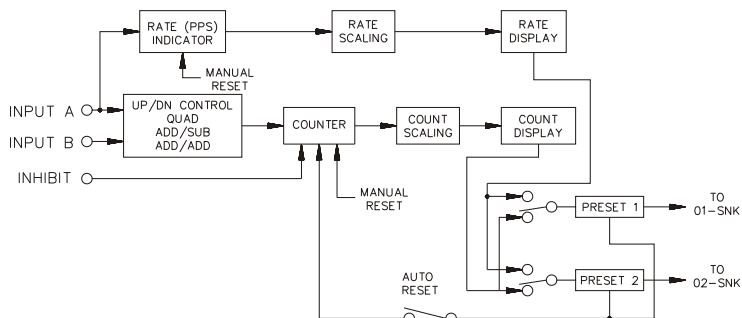 RATE (PPS)
INDICATOR
RATE
SCALING
RATE
DISPLAY
MANUAL
RESET
INPUT A
UP/DN CONTROL
QUAD
ADD/SUB
ADD/ADD
COUNTER
COUNT
SCALING
COUNT
DISPLAY
INPUT B
INHIBIT
MANUAL
RESET
PRESET 1
TO
01-SNK
AUTO
RESET
PRESET 2
TO
02-SNK